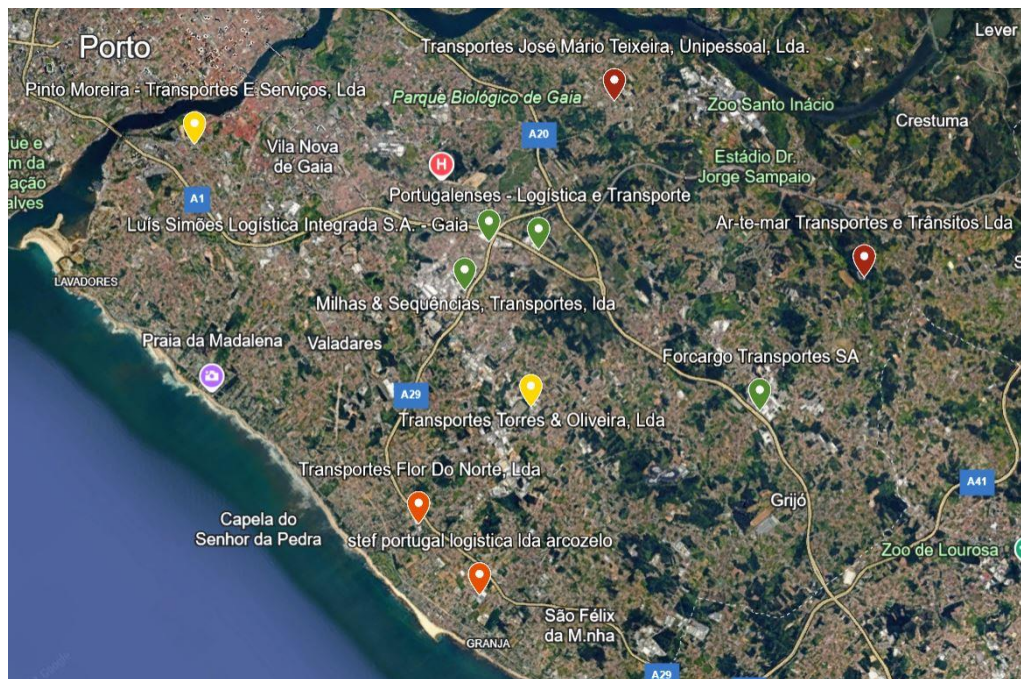 Porto
Transportes José Mário Teixeira, Unipessoal, Lda.
Lever
Pinto Moreira - Transportes E Serviços, Lda
Parque Biológico de Gaia
Zoo Santo Inácio
Crestuma
A20
Vila Nova
de Gaia
H
Estádio Dr.
Jorge Sampaio
A1
Portugalenses - Logística e Transporte
Luís Simões Logística Integrada S.A. - Gaia
Ar-te-mar Transportes e Trânsitos Lda
LAVADORES
Milhas & Sequências, Transportes, lda
Praia da Madalena
Valadares
Forcargo Transportes SA
A29
Transportes Torres & Oliveira, Lda
Transportes Flor Do Norte, Lda
A41
Grijó
Capela do
Senhor da Pedra
stef portugal logistica lda arcozelo
Zoo de Lourosa
São Félix
da M.nha
GRANJA
A29